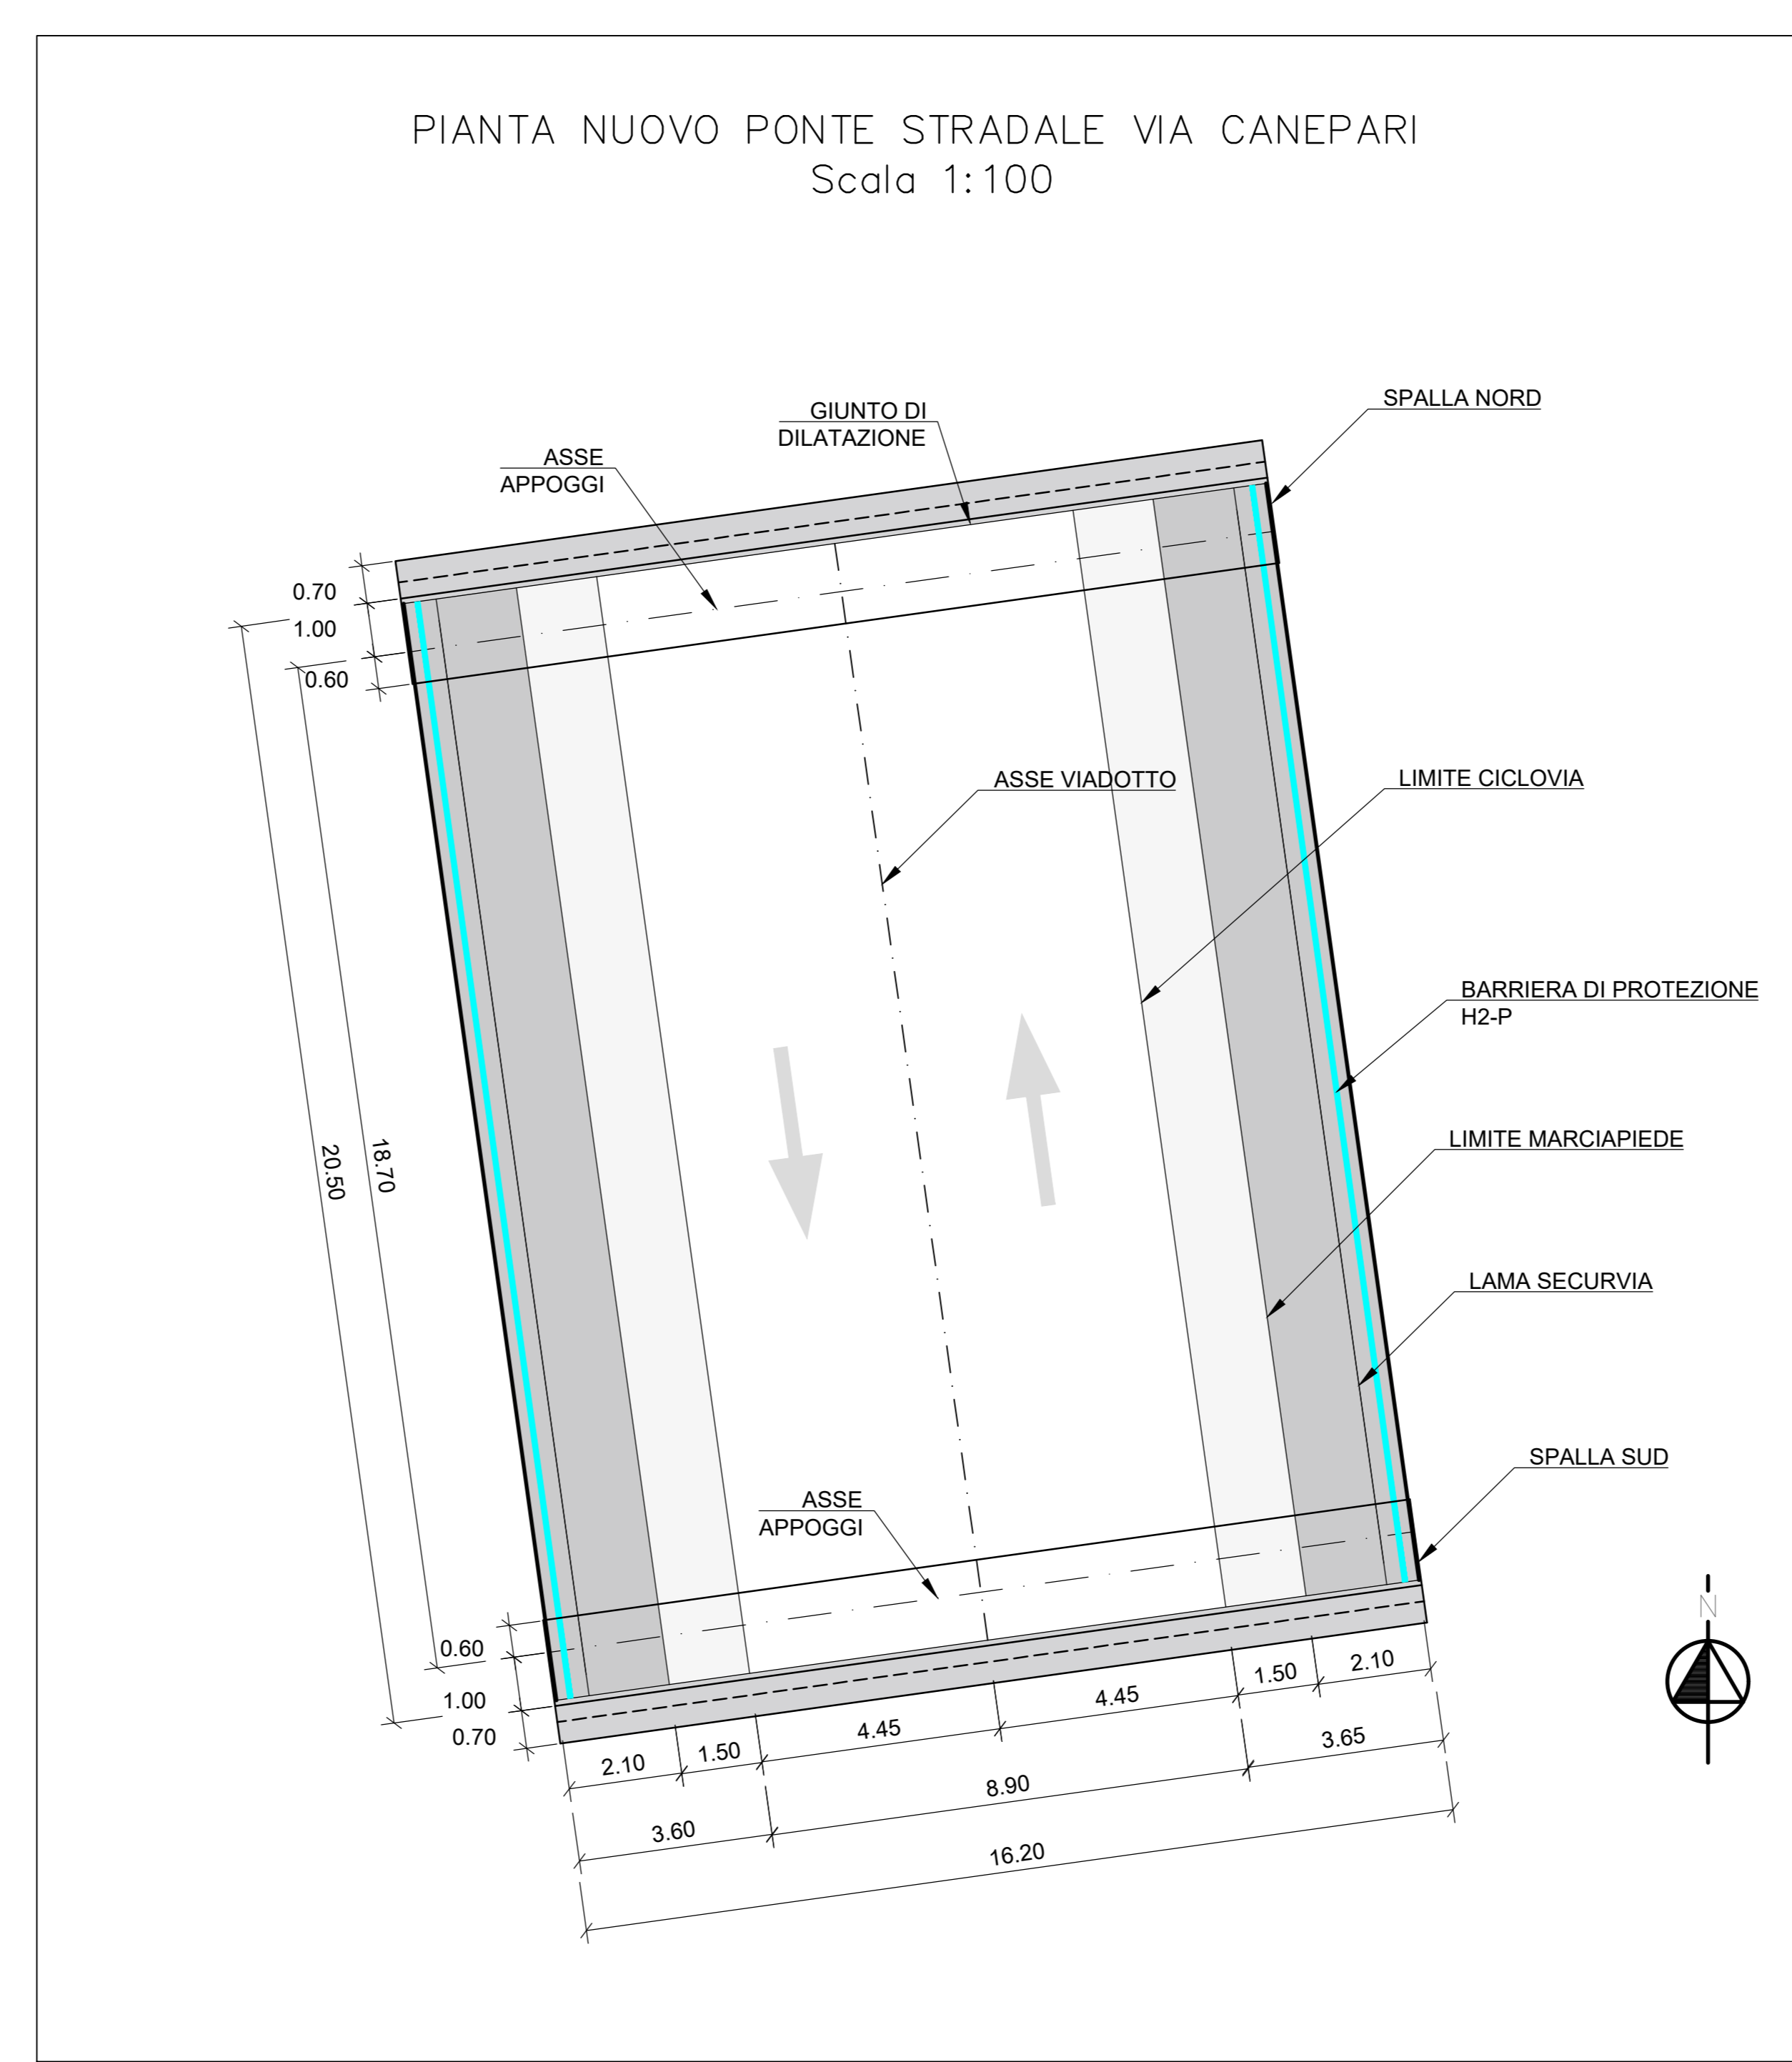 PIANTA NUOVO PONTE STRADALE VIA CANEPARI
Scala 1:100
SPALLA NORD
GIUNTO DI
DILATAZIONE
ASSE
APPOGGI
0.70
1.00
0.60
ASSE VIADOTTO
LIMITE CICLOVIA
BARRIERA DI PROTEZIONE
H2-P
LIMITE MARCIAPIEDE
20.50
18.70
LAMA SECURVIA
SPALLA SUD
ASSE
APPOGGI
N
0.60
1.00
0.70
2.10
1.50
4.45
4.45
1.50
2.10
3.60
8.90
3.65
16.20